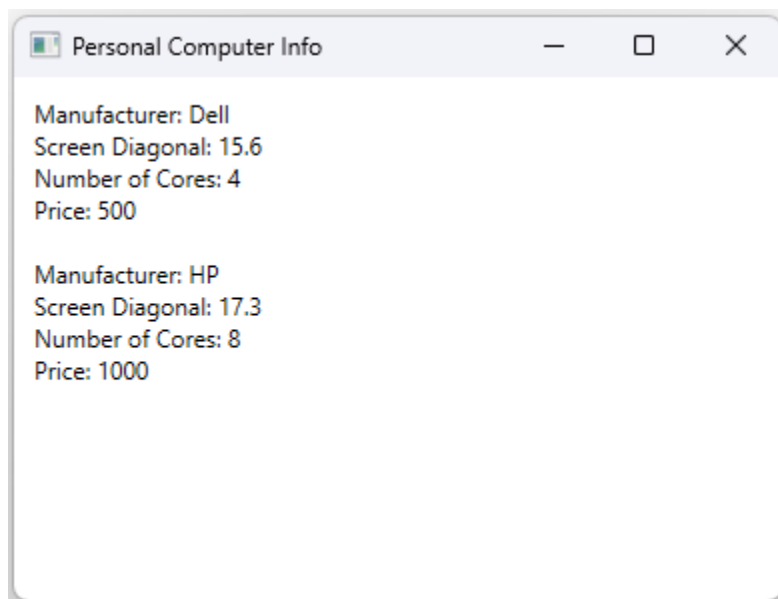 Personal Computer Info
Manufacturer: Dell
Screen Diagonal: 15.6
Number of Cores: 4
Price: 500
Manufacturer: HP
Screen Diagonal: 17.3
Number of Cores: 8
Price: 1000